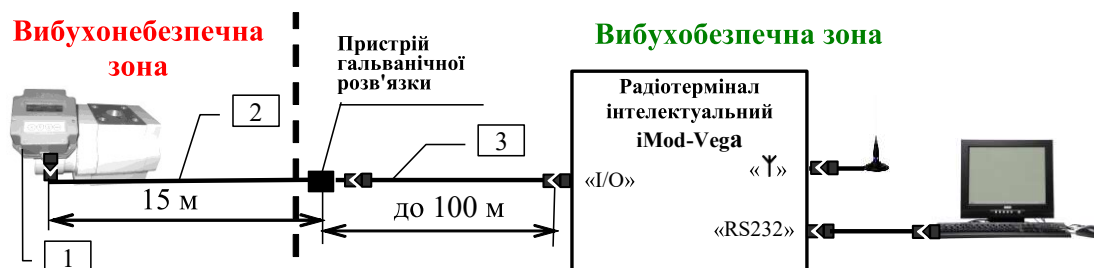 Вибухонебезпечна
зона
Вибухобезпечна зона
Пристрій
гальванічної
розв'язки
Радіотермінал
інтелектуальний
iMod-Vega
2
3
«I/O»
«Y»
15 м
до 100 м
«RS232»
1